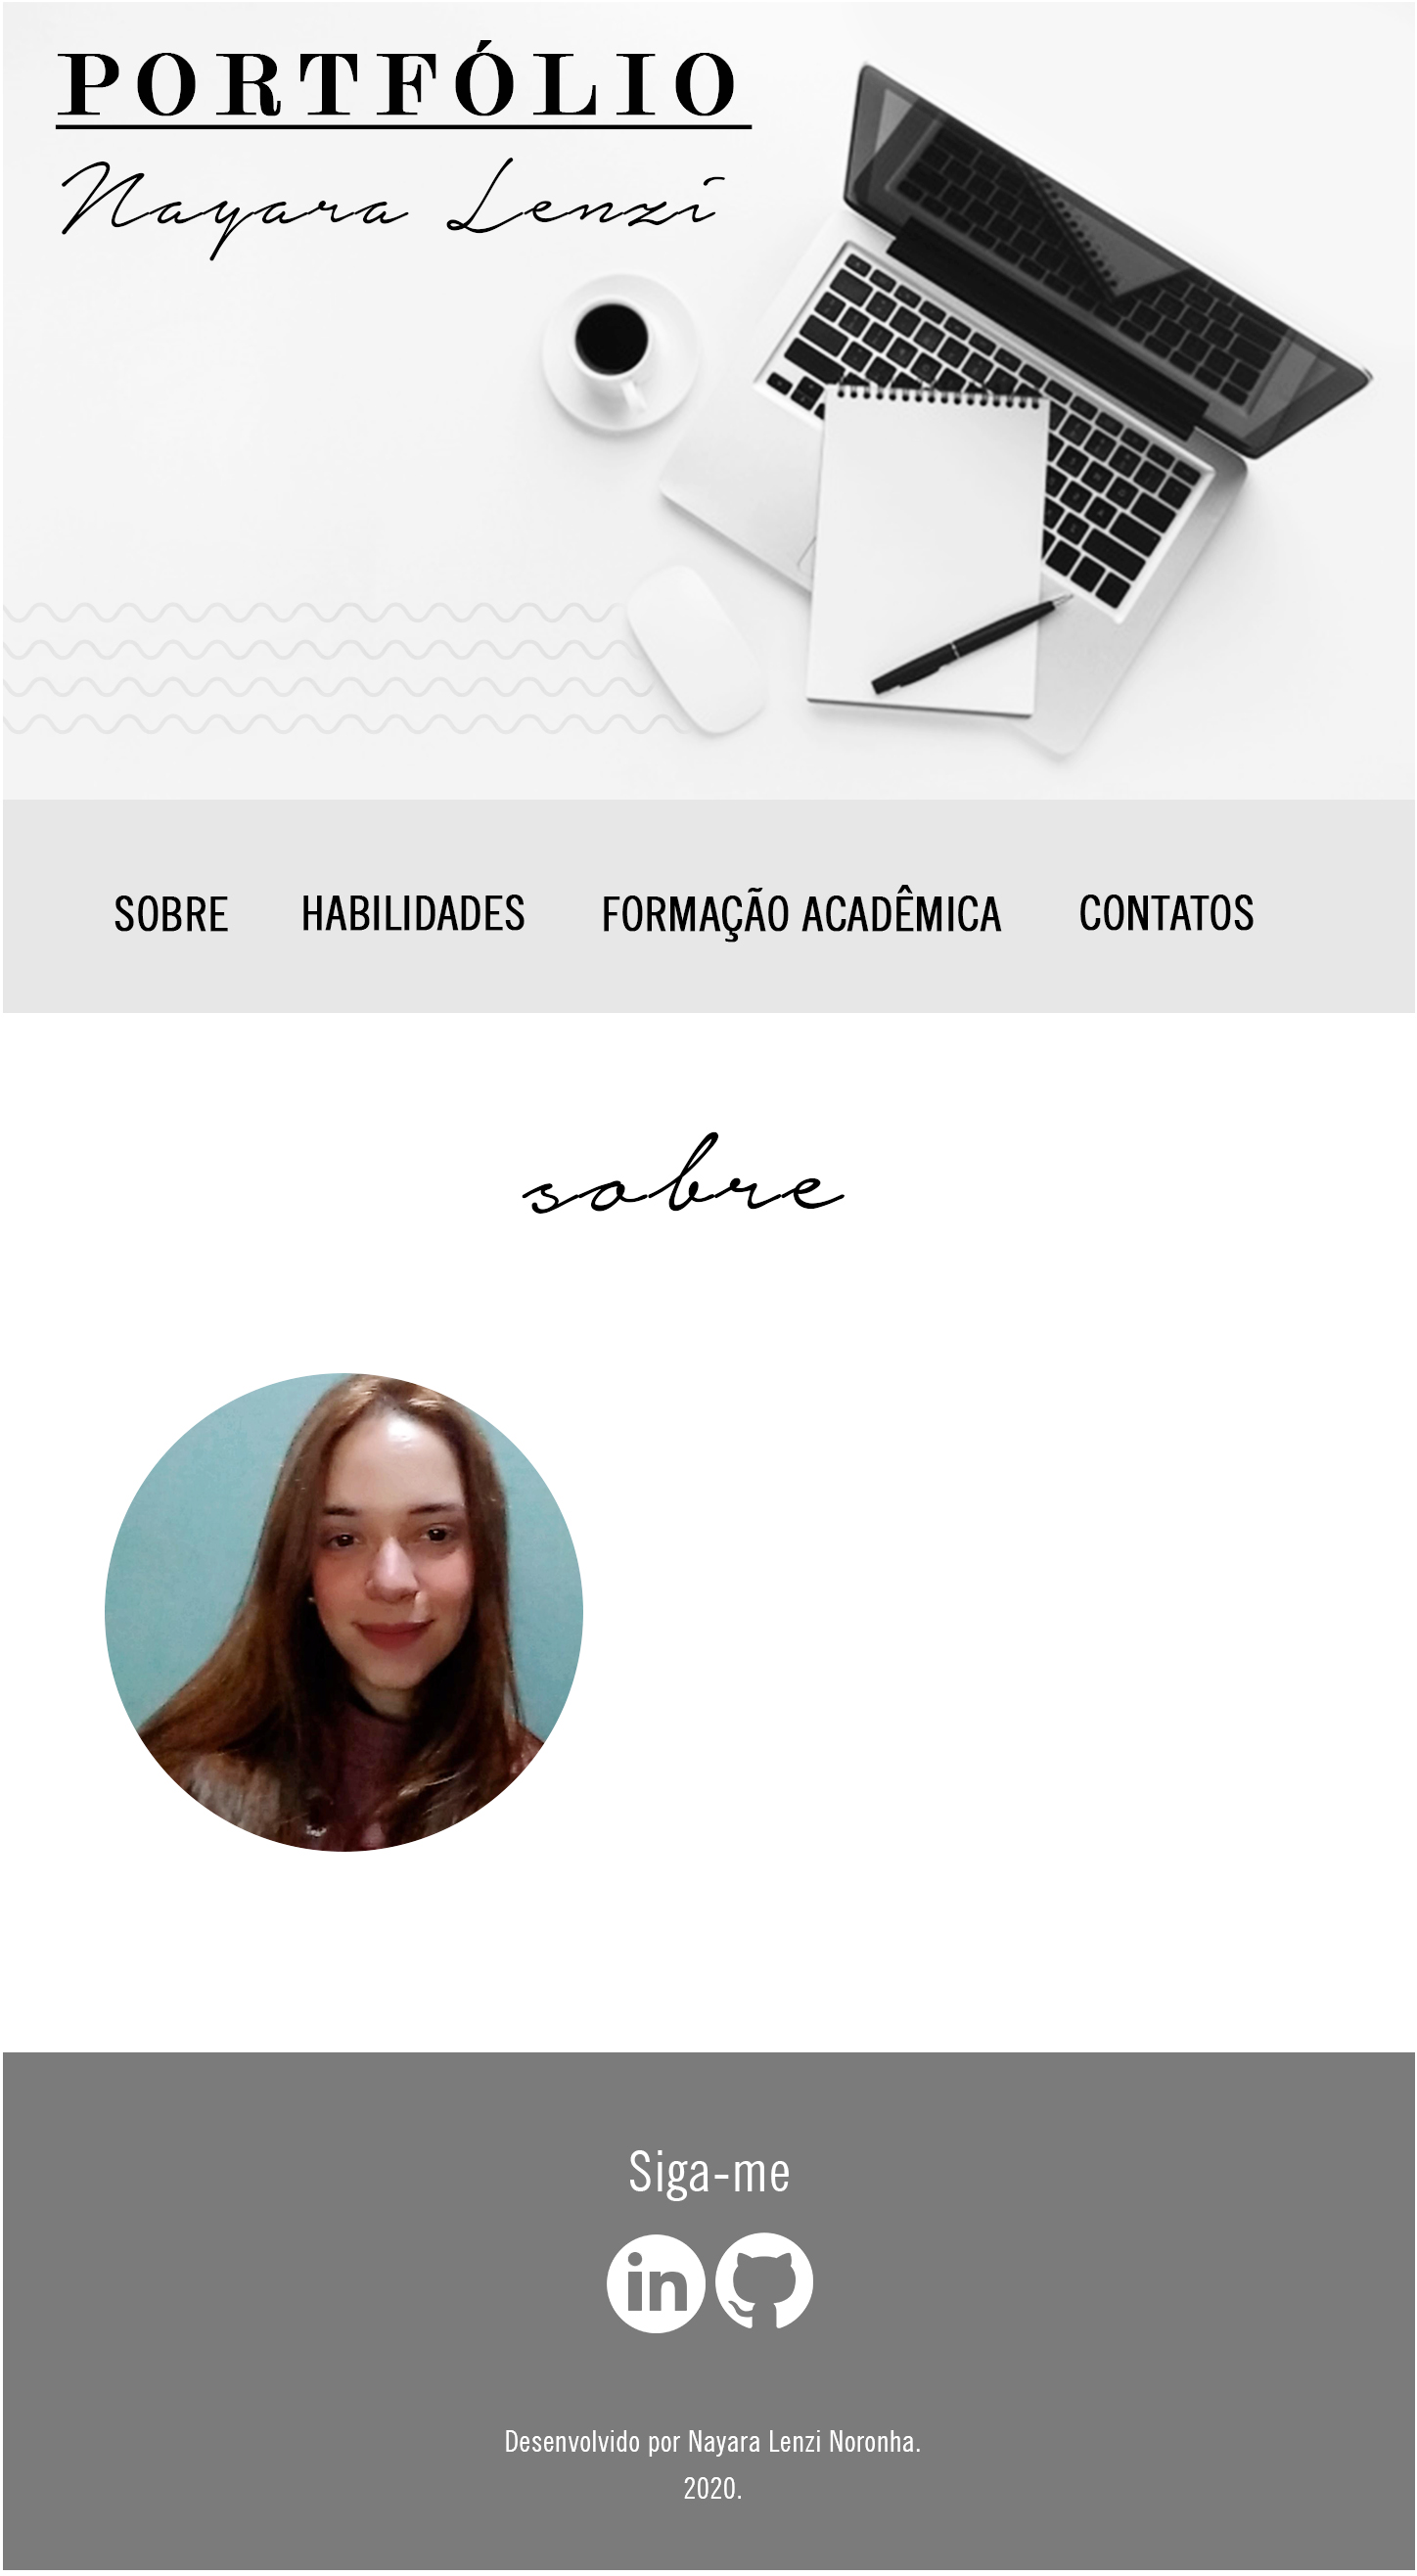 PORTFÓLIO
Nayara Lenzi
SOBRE HABILIDADES FORMAÇÃO ACADÊMICA CONTATOS
sobre
Siga-me
in
Desenvolvido por Nayara Lenzi Noronha.
2020.